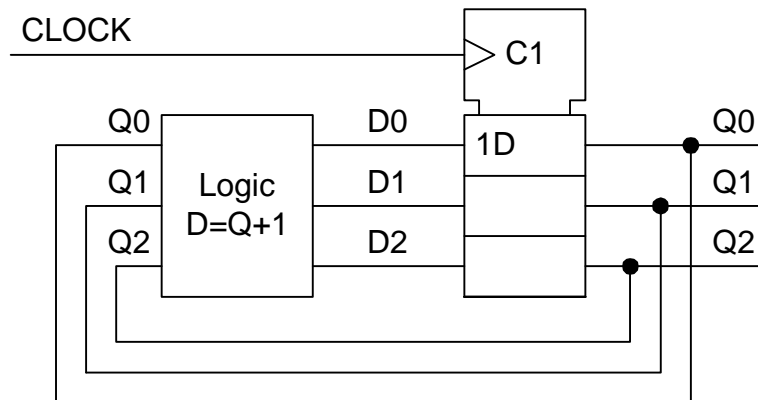 CLOCK
C1
Q0 D0 1D Q0
Q1 Logic D1 Q1
D=Q+1
Q2 D2 Q2